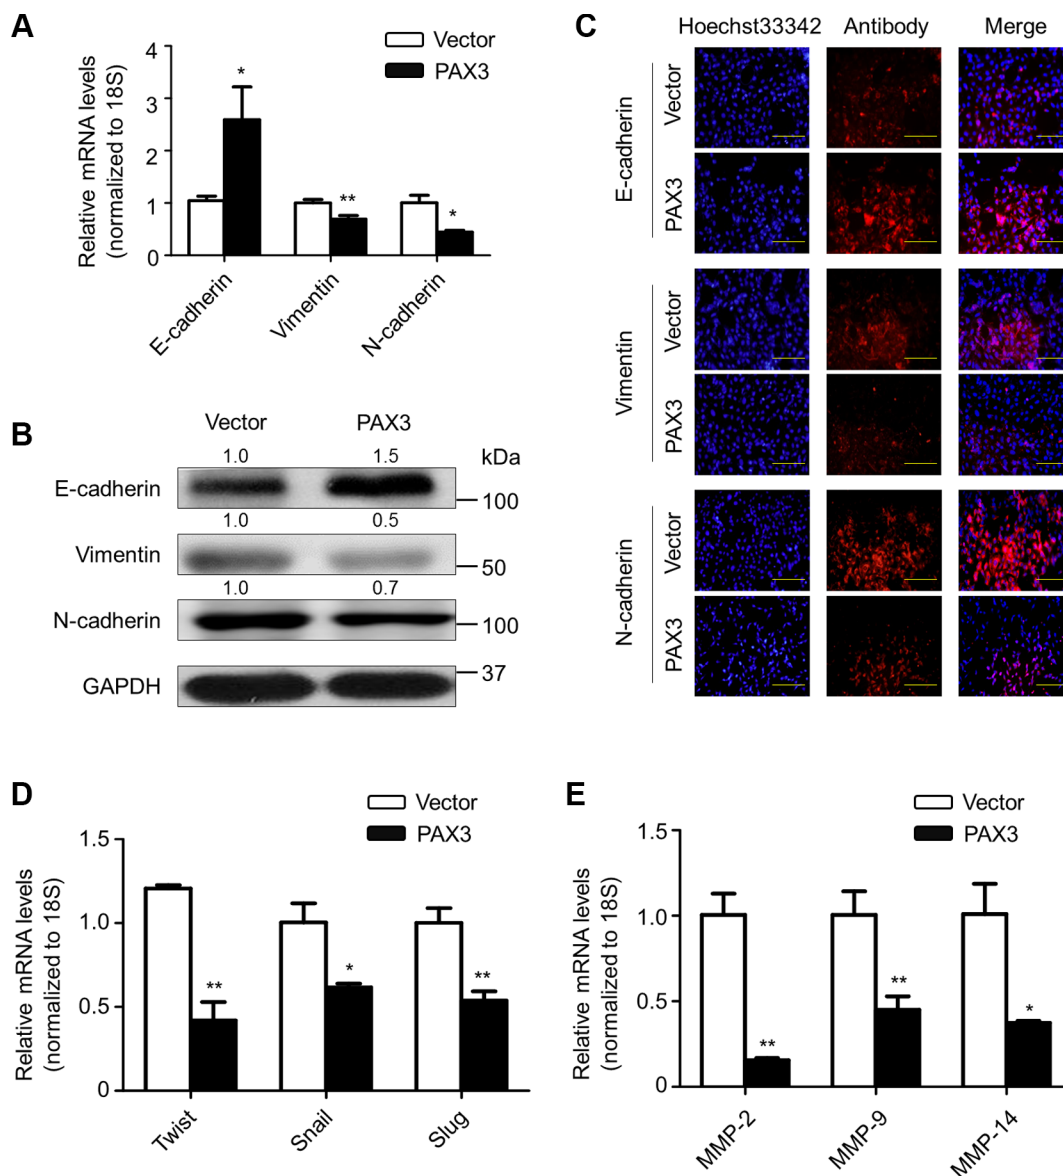 A
Vector
PAX3
Relative mRNA levels
(normalized to 18S)
4
3
2
1
0
*
**
*
E-cadherin
Vimentin
N-cadherin
B
Vector
PAX3
1.0
1.5
kDa
E-cadherin
100
1.0
0.5
Vimentin
50
1.0
0.7
N-cadherin
100
GAPDH
37
C
Hoechst33342
Antibody
Merge
E-cadherin
Vector
PAX3
Vimentin
Vector
PAX3
N-cadherin
Vector
PAX3
D
Vector
PAX3
Relative mRNA levels
(normalized to 18S)
1.5
1.0
0.5
0
**
*
**
Twist
Snail
Slug
E
Vector
PAX3
Relative mRNA levels
(normalized to 18S)
1.5
1.0
0.5
0
**
**
*
MMP-2
MMP-9
MMP-14